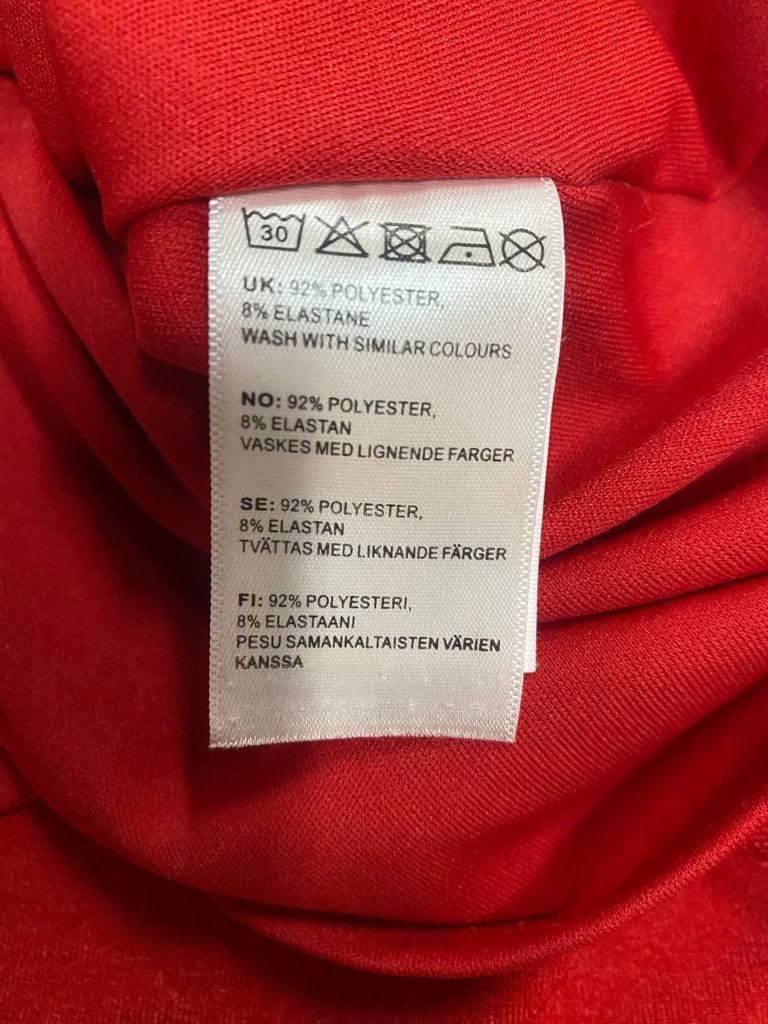 30
UK: 92% POLYESTER,
8% ELASTANE
WASH WITH SIMILAR COLOURS
NO: 92% POLYESTER,
8% ELASTAN
VASKES MED LIGNENDE FARGER
SE: 92% POLYESTER,
8% ELASTAN
TVÄTTAS MED LIKNANDE FÄRGER
FI: 92% POLYESTERI,
8% ELASTAANI
PESU SAMANKALTAISTEN VÄRIEN
KANSSA